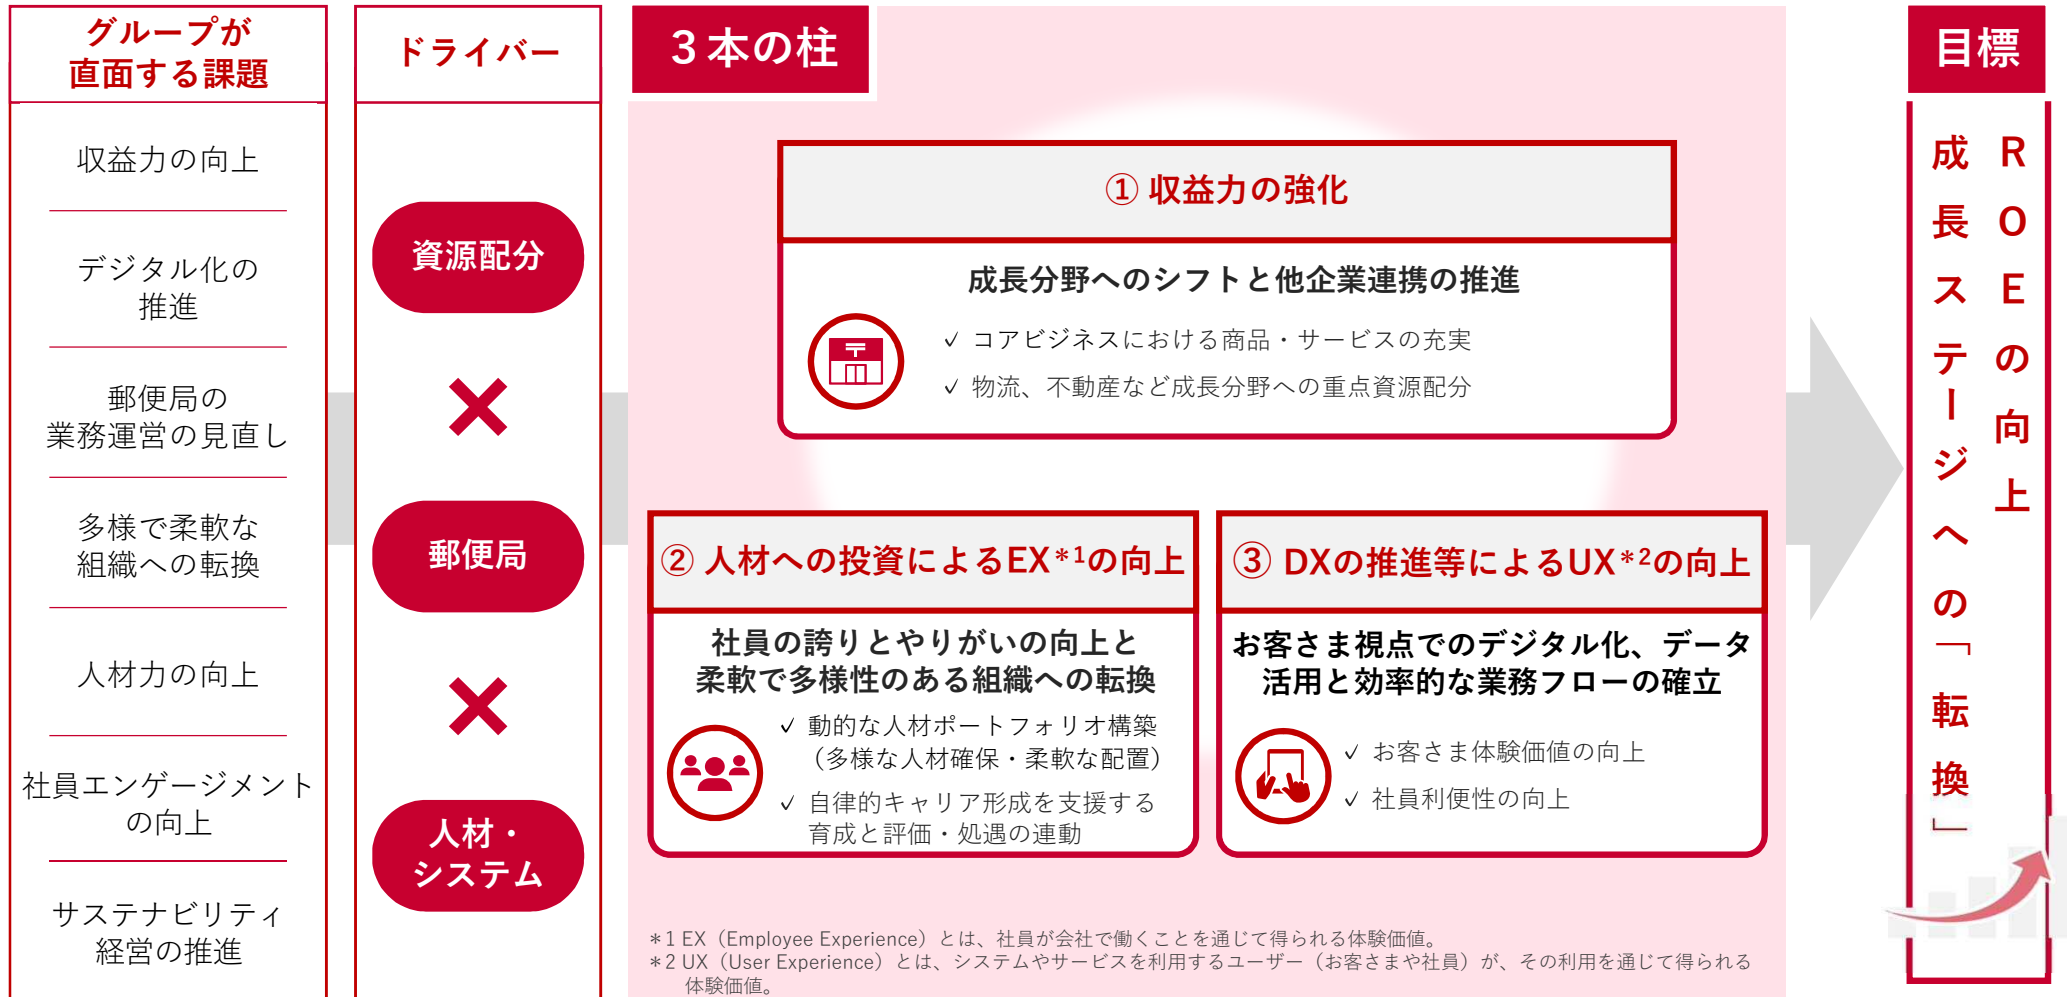 グループが
直面する課題
収益力の向上
デジタル化の
推進
郵便局の
業務運営の見直し
多様で柔軟な
組織への転換
人材力の向上
社員エンゲージメント
の向上
サステナビリティ
経営の推進
ドライバー
資源配分
×
郵便局
×
人材・
システム
３本の柱
① 収益力の強化
成長分野へのシフトと他企業連携の推進
✓ コアビジネスにおける商品・サービスの充実
✓ 物流、不動産など成長分野への重点資源配分
② 人材への投資によるEX*1の向上
社員の誇りとやりがいの向上と
柔軟で多様性のある組織への転換
✓ 動的な人材ポートフォリオ構築
（多様な人材確保・柔軟な配置）
✓ 自律的キャリア形成を支援する
育成と評価・処遇の連動
③ DXの推進等によるUX*2の向上
お客さま視点でのデジタル化、データ
活用と効率的な業務フローの確立
✓ お客さま体験価値の向上
✓ 社員利便性の向上
*1 EX（Employee Experience）とは、社員が会社で働くことを通じて得られる体験価値。
*2 UX（User Experience）とは、システムやサービスを利用するユーザー（お客さまや社員）が、その利用を通じて得られる
体験価値。
目標
ＲＯＥの向上
成長ステージへの「転換」